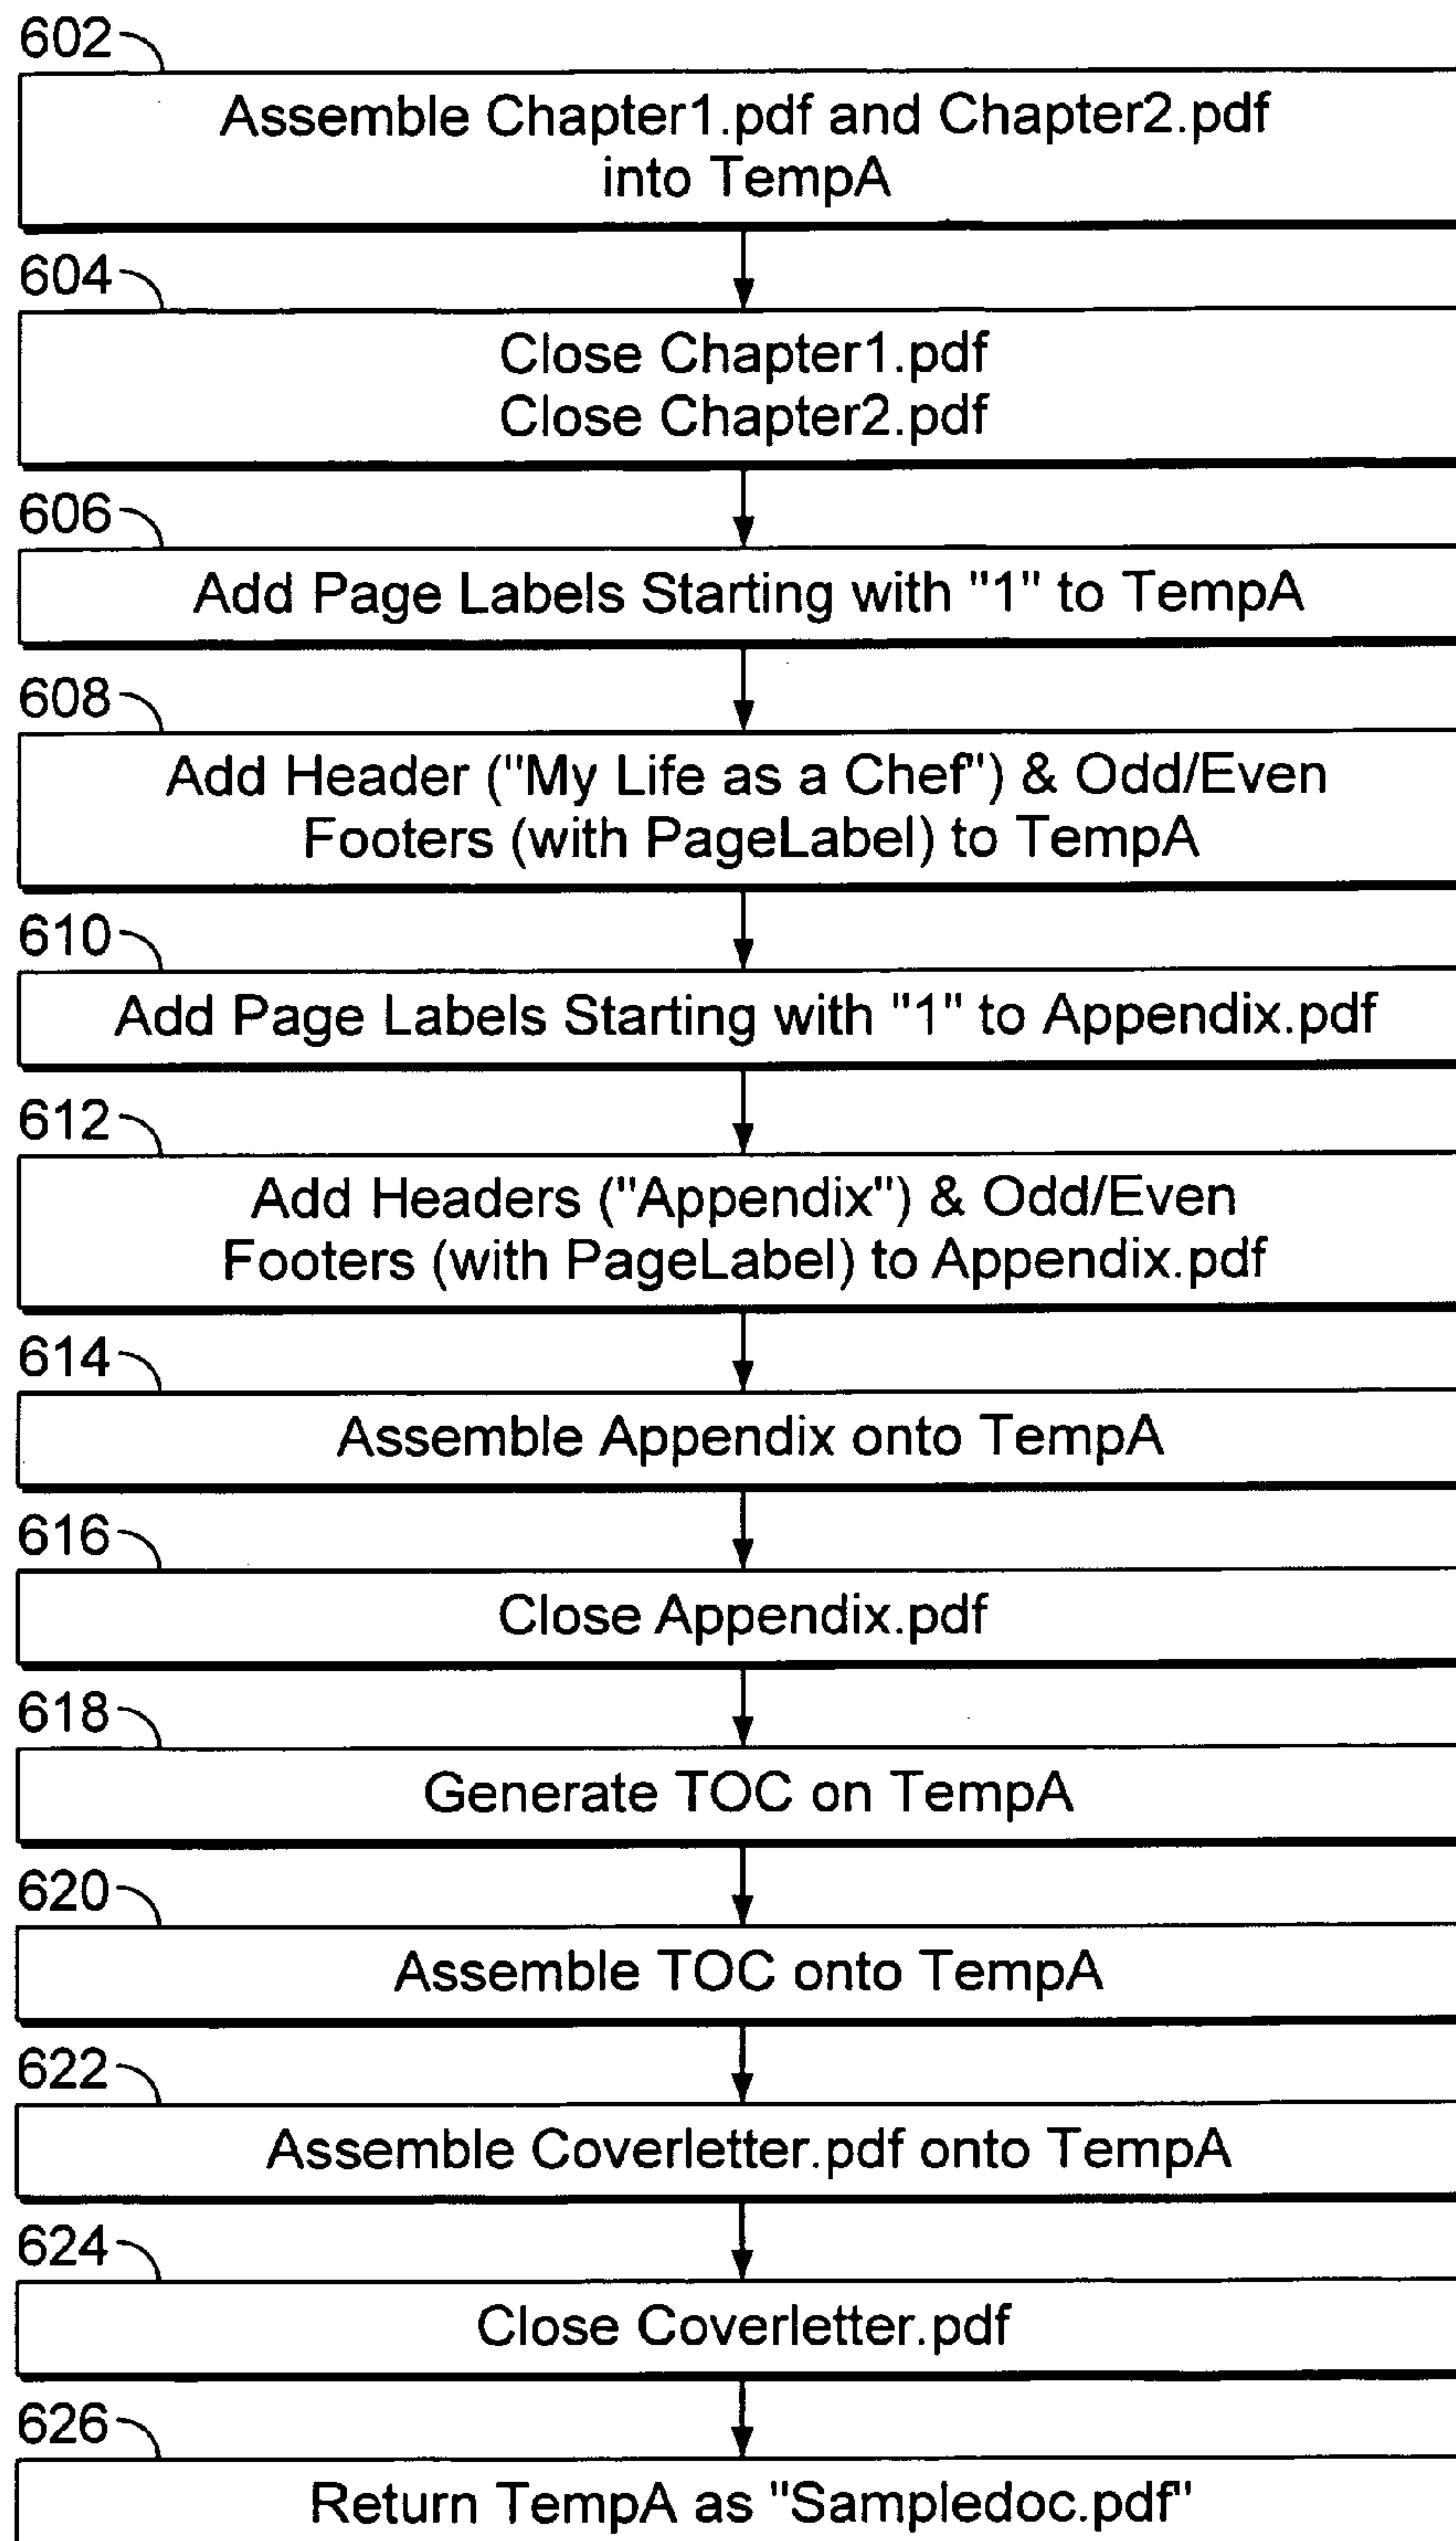 602
Assemble Chapter1.pdf and Chapter2.pdf
into TempA
604
Close Chapter1.pdf
Close Chapter2.pdf
606
Add Page Labels Starting with "1" to TempA
608
Add Header ("My Life as a Chef") & Odd/Even
Footers (with PageLabel) to TempA
610
Add Page Labels Starting with "1" to Appendix.pdf
612
Add Headers ("Appendix") & Odd/Even
Footers (with PageLabel) to Appendix.pdf
614
Assemble Appendix onto TempA
616
Close Appendix.pdf
618
Generate TOC on TempA
620
Assemble TOC onto TempA
622
Assemble Coverletter.pdf onto TempA
624
Close Coverletter.pdf
626
Return TempA as "Sampledoc.pdf"